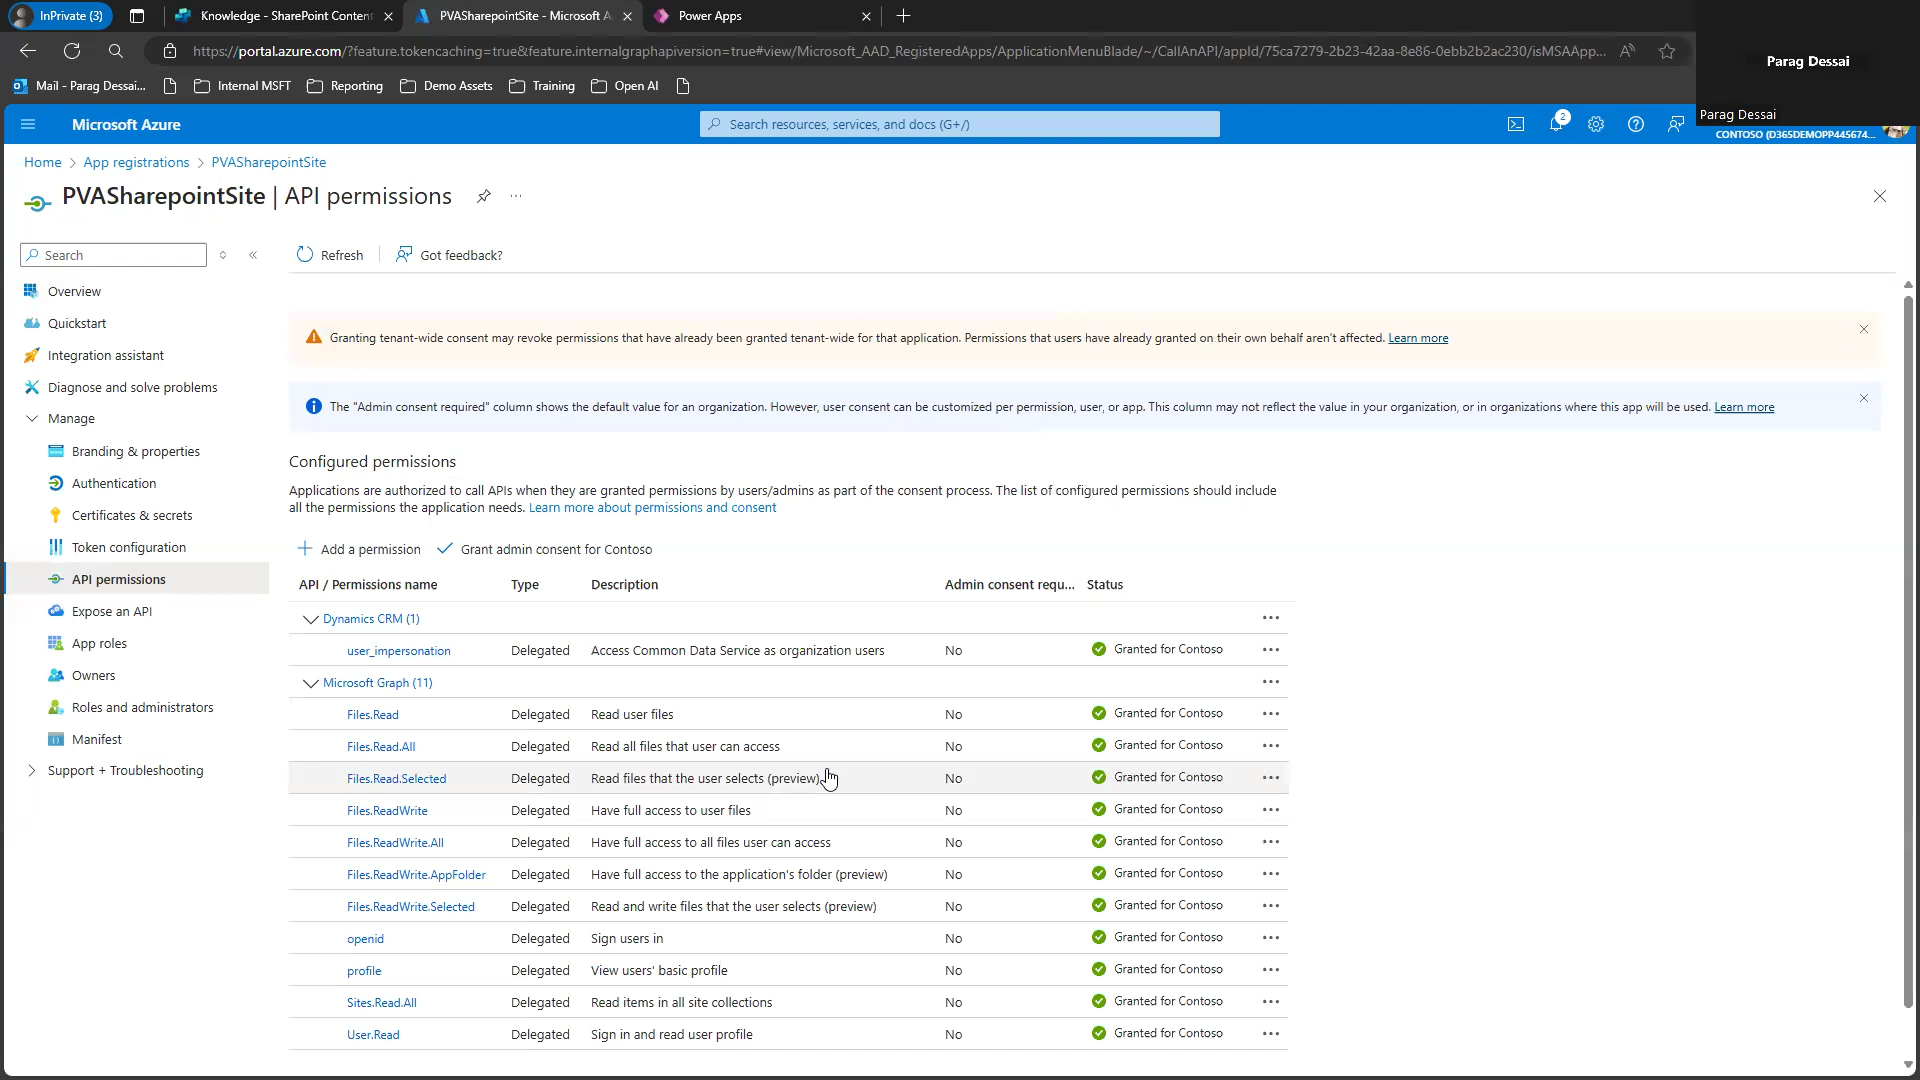 InPrivate (3)
Knowledge - SharePoint Conten
PVASharepointSite - Microsoft A
Power Apps
https://portal.azure.com/?feature.tokencaching=true&feature.internalgraphapiversion=true#view/Microsoft_AAD_RegisteredApps/ApplicationMenuBlade/~/CallAnAPI/appId/75ca7279-2b23-42aa-8e86-0ebb2b2ac230/isMSAApp...
Parag Dessai
Mail - Parag Dessai...
Internal MSFT
Reporting
Demo Assets
Training
Open AI
Parag Dessai
Microsoft Azure
Search resources, services, and docs (G+/)
2
CONTOSO (D365DEMOPP445674...
Home > App registrations > PVASharepointSite
PVASharepointSite | API permissions
Search
Refresh
Got feedback?
Overview
Quickstart
Integration assistant
Diagnose and solve problems
Manage
Branding & properties
Authentication
Certificates & secrets
Token configuration
API permissions
Expose an API
App roles
Owners
Roles and administrators
Manifest
Support + Troubleshooting
Granting tenant-wide consent may revoke permissions that have already been granted tenant-wide for that application. Permissions that users have already granted on their own behalf aren't affected. Learn more
The "Admin consent required" column shows the default value for an organization. However, user consent can be customized per permission, user, or app. This column may not reflect the value in your organization, or in organizations where this app will be used. Learn more
Configured permissions
Applications are authorized to call APIs when they are granted permissions by users/admins as part of the consent process. The list of configured permissions should include
all the permissions the application needs. Learn more about permissions and consent
Add a permission
Grant admin consent for Contoso
API / Permissions name Type Description Admin consent requ... Status
Dynamics CRM (1)
user_impersonation Delegated Access Common Data Service as organization users No Granted for Contoso
Microsoft Graph (11)
Files.Read Delegated Read user files No Granted for Contoso
Files.Read.All Delegated Read all files that user can access No Granted for Contoso
Files.Read.Selected Delegated Read files that the user selects (preview) No Granted for Contoso
Files.ReadWrite Delegated Have full access to user files No Granted for Contoso
Files.ReadWrite.All Delegated Have full access to all files user can access No Granted for Contoso
Files.ReadWrite.AppFolder Delegated Have full access to the application's folder (preview) No Granted for Contoso
Files.ReadWrite.Selected Delegated Read and write files that the user selects (preview) No Granted for Contoso
openid Delegated Sign users in No Granted for Contoso
profile Delegated View users' basic profile No Granted for Contoso
Sites.Read.All Delegated Read items in all site collections No Granted for Contoso
User.Read Delegated Sign in and read user profile No Granted for Contoso